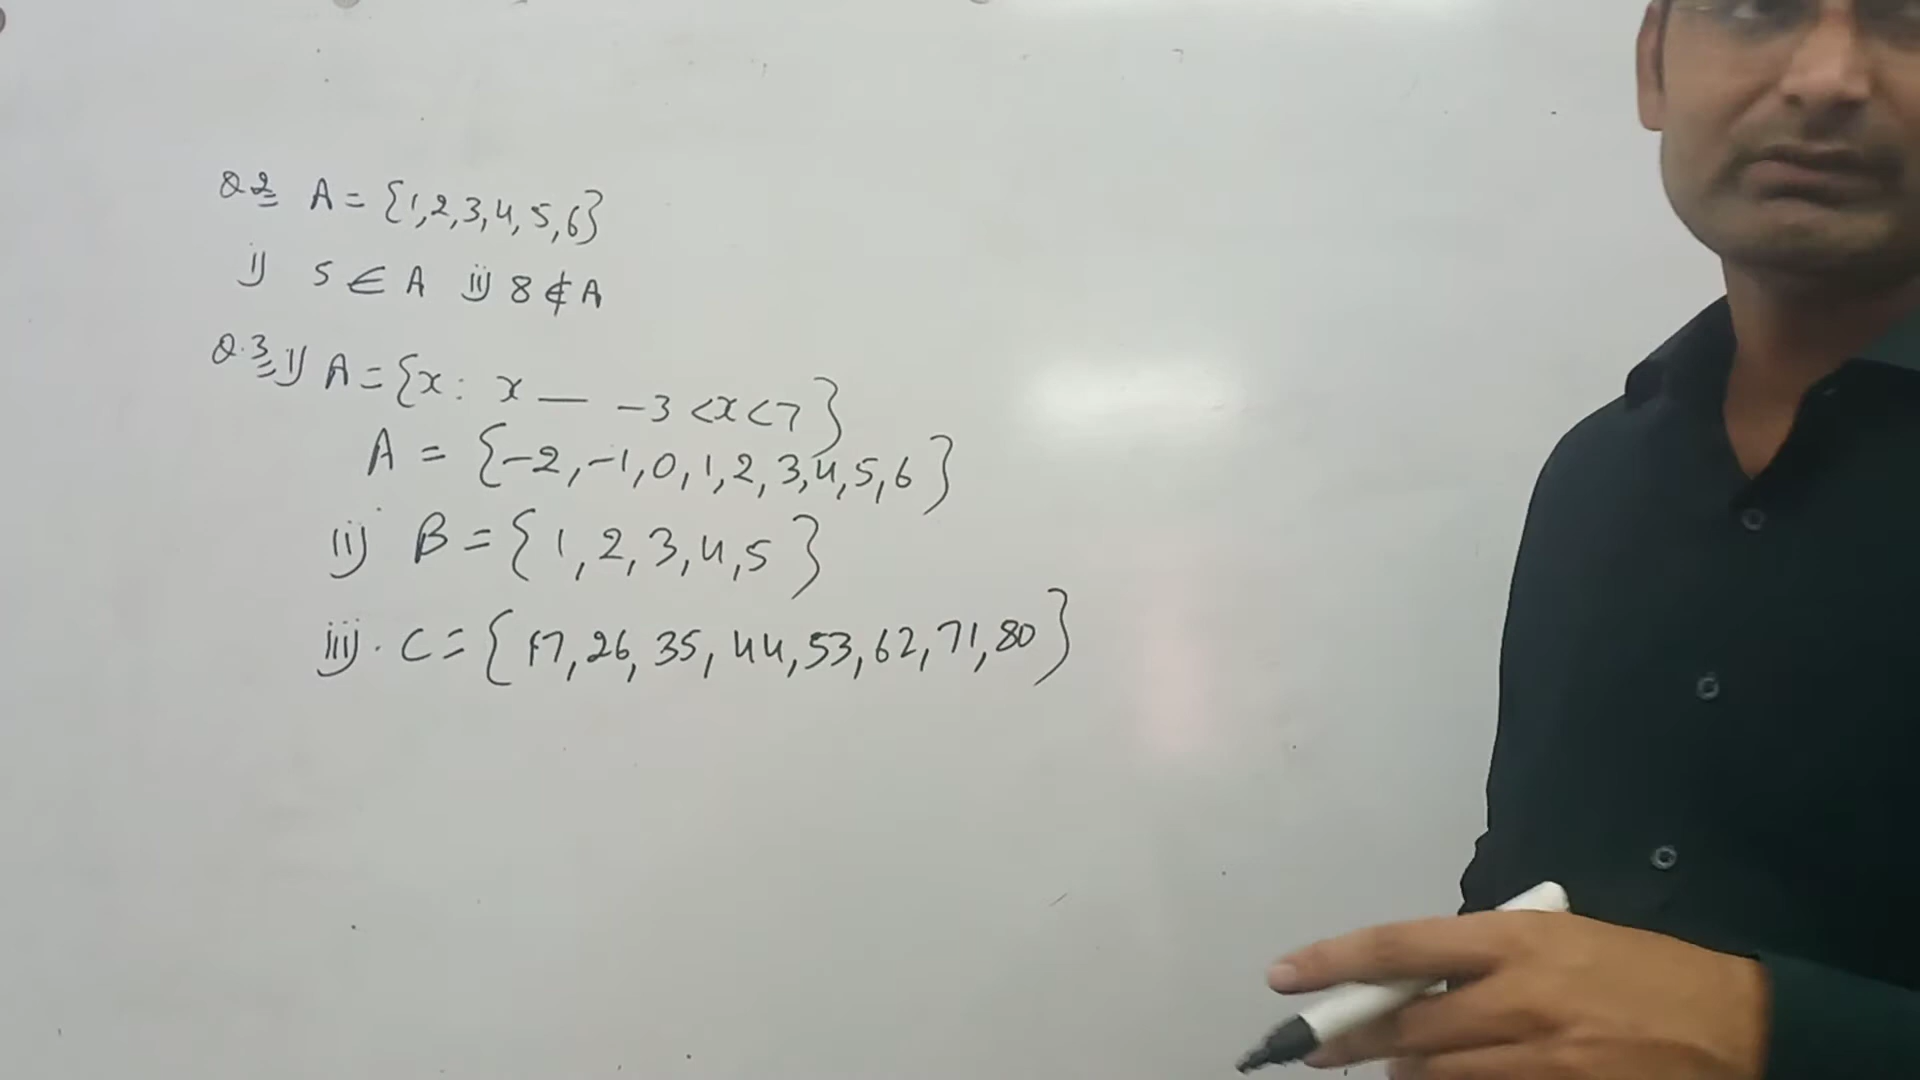 Q.2 A = {1,2,3,4,5,6}
i) 5 ∈ A ii) 8 ∉ A
Q.3 i) A = {x : x — -3 < x < 7}
A = {-2,-1,0,1,2,3,4,5,6}
ii) B = {1,2,3,4,5}
iii). C = {17,26,35,44,53,62,71,80}